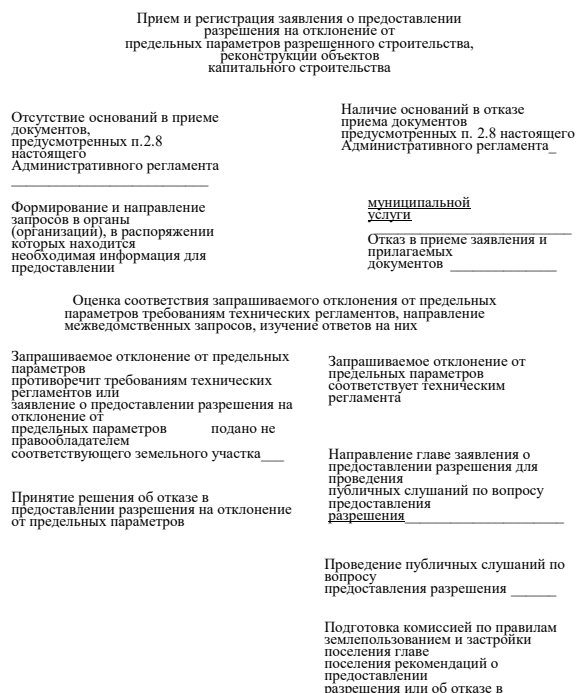 Прием и регистрация заявления о предоставлении
разрешения на отклонение от
предельных параметров разрешенного строительства,
реконструкции объектов
капитального строительства
Отсутствие оснований в приеме
документов,
предусмотренных п.2.8
настоящего
Административного регламента
__________________________
Наличие оснований в отказе
приема документов
предусмотренных п. 2.8 настоящего
Административного регламента_
Формирование и направление
запросов в органы
(организации), в распоряжении
которых находится
необходимая информация для
предоставлении
муниципальной
услуги
__________________________
Отказ в приеме заявления и
прилагаемых
документов ______________
Оценка соответствия запрашиваемого отклонения от предельных
параметров требованиям технических регламентов, направление
межведомственных запросов, изучение ответов на них
Запрашиваемое отклонение от предельных
параметров
противоречит требованиям технических
регламентов или
заявление о предоставлении разрешения на
отклонение от
предельных параметров подано не
правообладателем
соответствующего земельного участка___
Принятие решения об отказе в
предоставлении разрешения на отклонение
от предельных параметров
Запрашиваемое отклонение от
предельных параметров
соответствует техническим
регламента
Направление главе заявления о
предоставлении разрешения для
проведения
публичных слушаний по вопросу
предоставления
разрешения_____________________
Проведение публичных слушаний по
вопросу
предоставления разрешения ______
Подготовка комиссией по правилам
землепользованием и застройки
поселения главе
поселения рекомендаций о
предоставлении
разрешения или об отказе в